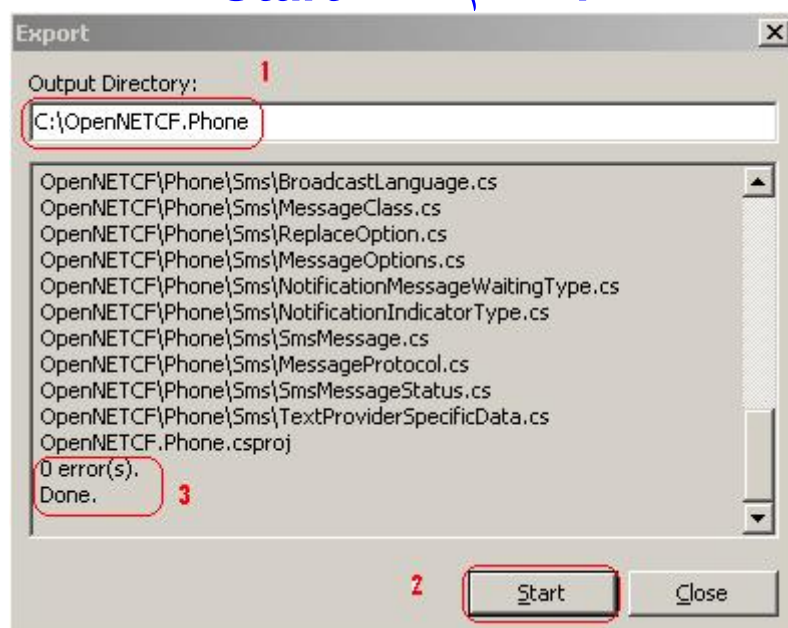 Export
Output Directory:
1
C:\OpenNETCF.Phone
OpenNETCF\Phone\Sms\BroadcastLanguage.cs
OpenNETCF\Phone\Sms\MessageClass.cs
OpenNETCF\Phone\Sms\ReplaceOption.cs
OpenNETCF\Phone\Sms\MessageOptions.cs
OpenNETCF\Phone\Sms\NotificationMessageWaitingType.cs
OpenNETCF\Phone\Sms\NotificationIndicatorType.cs
OpenNETCF\Phone\Sms\SmsMessage.cs
OpenNETCF\Phone\Sms\MessageProtocol.cs
OpenNETCF\Phone\Sms\SmsMessageStatus.cs
OpenNETCF\Phone\Sms\TextProviderSpecificData.cs
OpenNETCF.Phone.csproj
0 error(s).
Done.
3
2
Start
Close